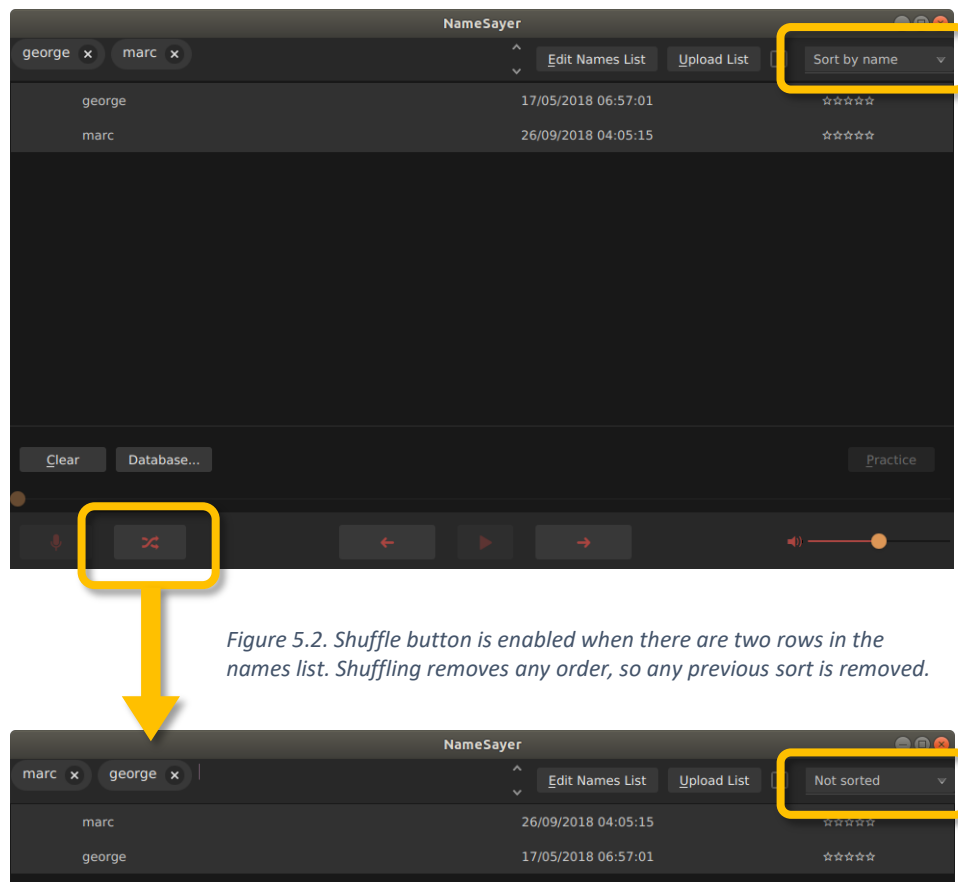 NameSayer
george x marc x Edit Names List Upload List Sort by name
george 17/05/2018 06:57:01 ☆☆☆☆☆
marc 26/09/2018 04:05:15 ☆☆☆☆☆
Clear Database... Practice
Figure 5.2. Shuffle button is enabled when there are two rows in the
names list. Shuffling removes any order, so any previous sort is removed.
NameSayer
marc x george x Edit Names List Upload List Not sorted
marc 26/09/2018 04:05:15 ☆☆☆☆☆
george 17/05/2018 06:57:01 ☆☆☆☆☆